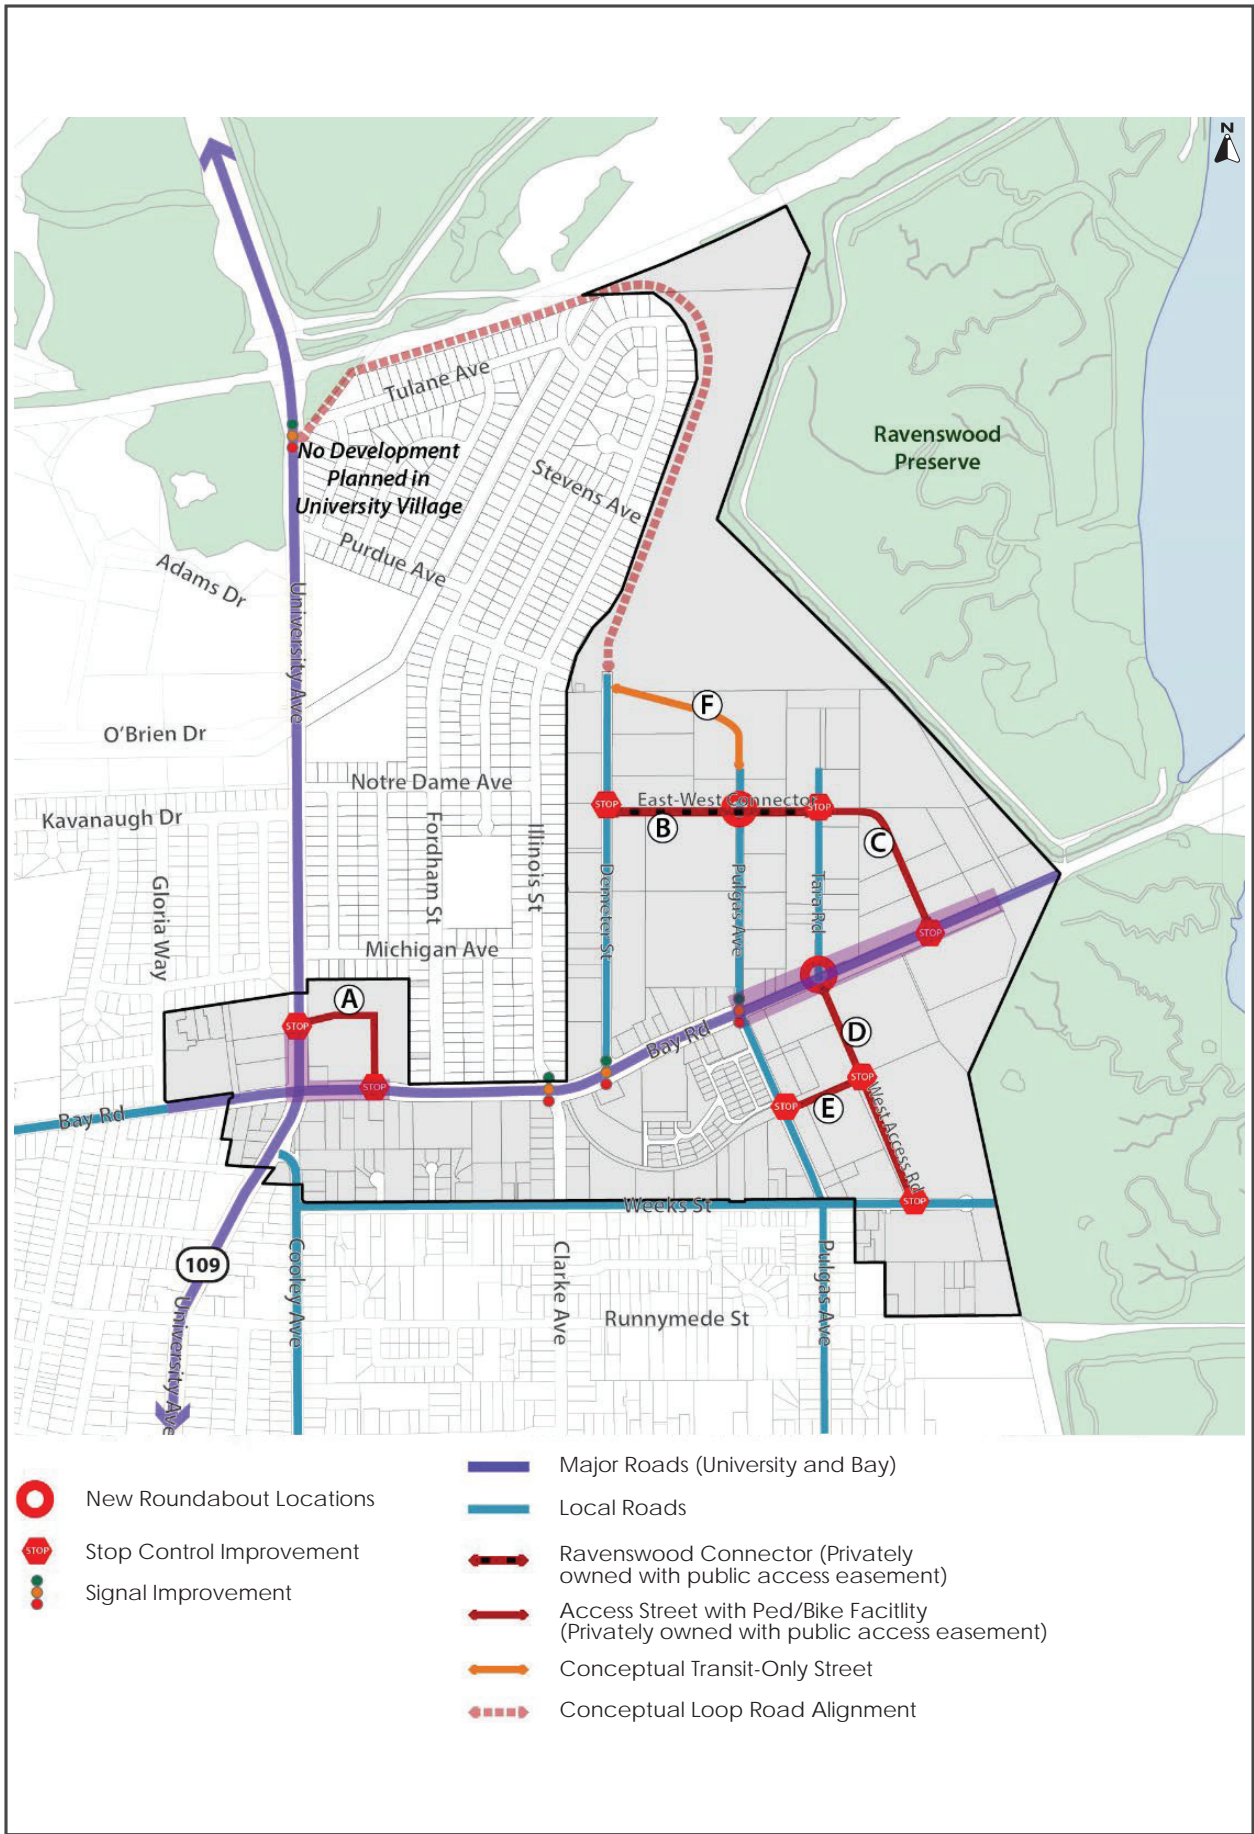 N
Tulane Ave
Ravenswood
Preserve
No Development
Planned in
University Village
Stevens Ave
Purdue Ave
Adams Dr
University Ave
F
O'Brien Dr
Notre Dame Ave
STOP
East-West Connector
STOP
Kavanaugh Dr
B
C
Fordham St
Illinois St
Gloria Way
Demeter St
Pulgas Ave
Tara Rd
STOP
Michigan Ave
A
STOP
D
Bay Rd
STOP
STOP
Bay Rd
STOP
E
West Access Rd
STOP
Weeks St
109
Cooley Ave
Clarke Ave
Pulgas Ave
Runnymede St
University Ave
New Roundabout Locations
STOP
Stop Control Improvement
Signal Improvement
Major Roads (University and Bay)
Local Roads
Ravenswood Connector (Privately
owned with public access easement)
Access Street with Ped/Bike Facitlity
(Privately owned with public access easement)
Conceptual Transit-Only Street
Conceptual Loop Road Alignment